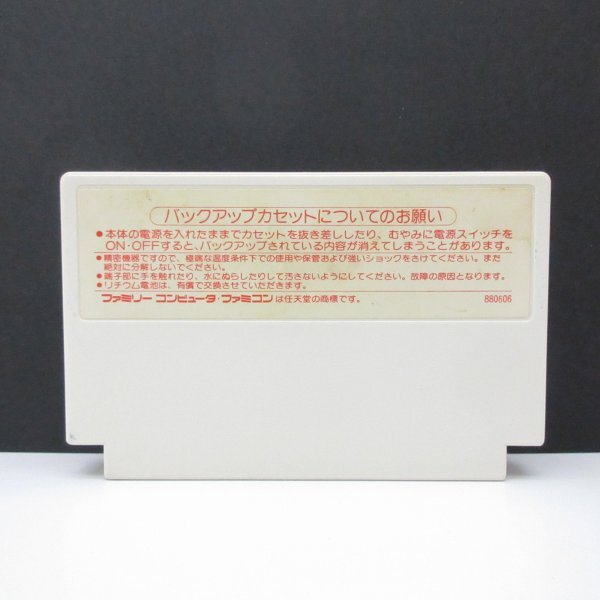 バックアップカセットについてのお願い
●本体の電源を入れたままでカセットを抜き差ししたり、むやみに電源スイッチを
ON・OFFすると、バックアップされている内容が消えてしまうことがあります。
●精密機器ですので、極端な温度条件下での使用や保管および強いショックをさけてください。また
絶対に分解しないでください。
●端子部に手を触れたり、水にぬらしたりして汚さないようにしてください。故障の原因となります。
●リチウム電池は、有償で交換させていただきます。
ファミリーコンピュータ・ファミコンは任天堂の商標です。 880606